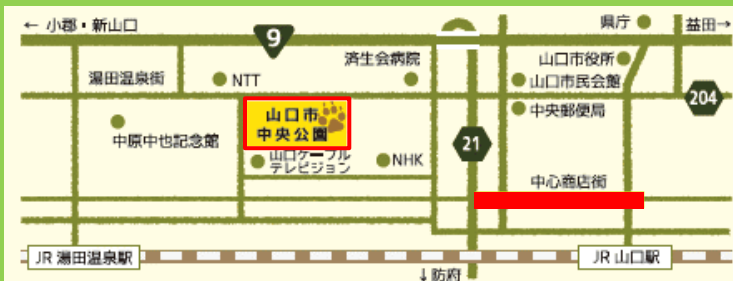 ← 小郡・新山口
9
県庁
益田→
済生会病院
山口市役所
湯田温泉街
NTT
山口市民会館
204
山口市
中央公園
中央郵便局
中原中也記念館
21
山口ケーブル
テレビジョン
NHK
中心商店街
JR 湯田温泉駅
JR 山口駅
↓防府